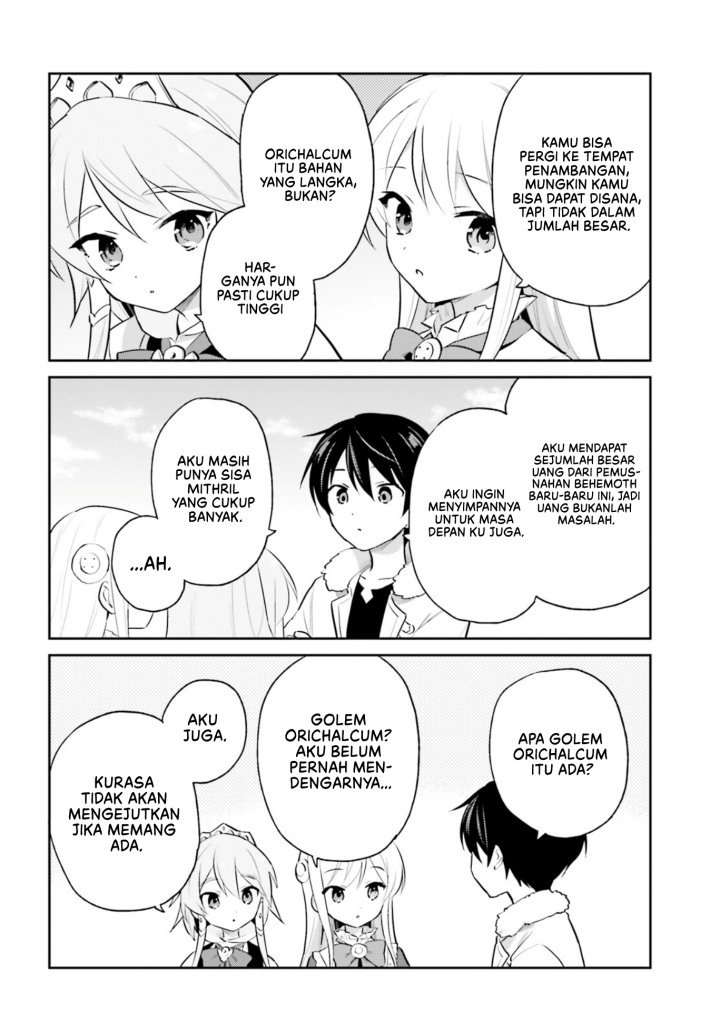 KAMU BISA
PERGI KE TEMPAT
PENAMBANGAN,
MUNGKIN KAMU
BISA DAPAT DISANA,
TAPI TIDAK DALAM
JUMLAH BESAR.
ORICHALCUM
ITU BAHAN
YANG LANGKA,
BUKAN?
HAR-
GANYA PUN
PASTI CUKUP
TINGGI
AKU MENDAPAT
SEJUMLAH BESAR
UANG DARI PEMUS-
NAHAN BEHEMOTH
BARU-BARU INI, JADI
UANG BUKANLAH
MASALAH.
AKU INGIN
MENYIMPANNYA
UNTUK MASA
DEPAN KU JUGA.
AKU MASIH
PUNYA SISA
MITHRIL
YANG CUKUP
BANYAK.
...AH.
APA GOLEM
ORICHALCUM
ITU ADA?
GOLEM
ORICHALCUM?
AKU BELUM
PERNAH MEN-
DENGARNYA...
AKU
JUGA.
KURASA
TIDAK AKAN
MENGEJUTKAN
JIKA MEMANG
ADA.